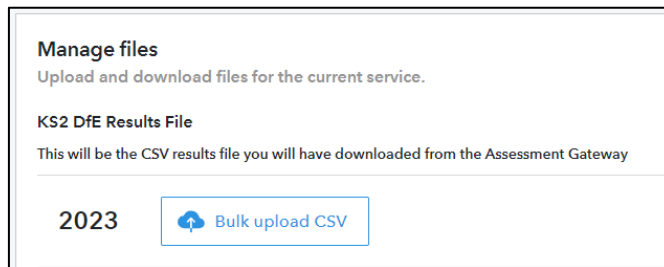 Manage files
Upload and download files for the current service.
KS2 DfE Results File
This will be the CSV results file you will have downloaded from the Assessment Gateway
2023 Bulk upload CSV